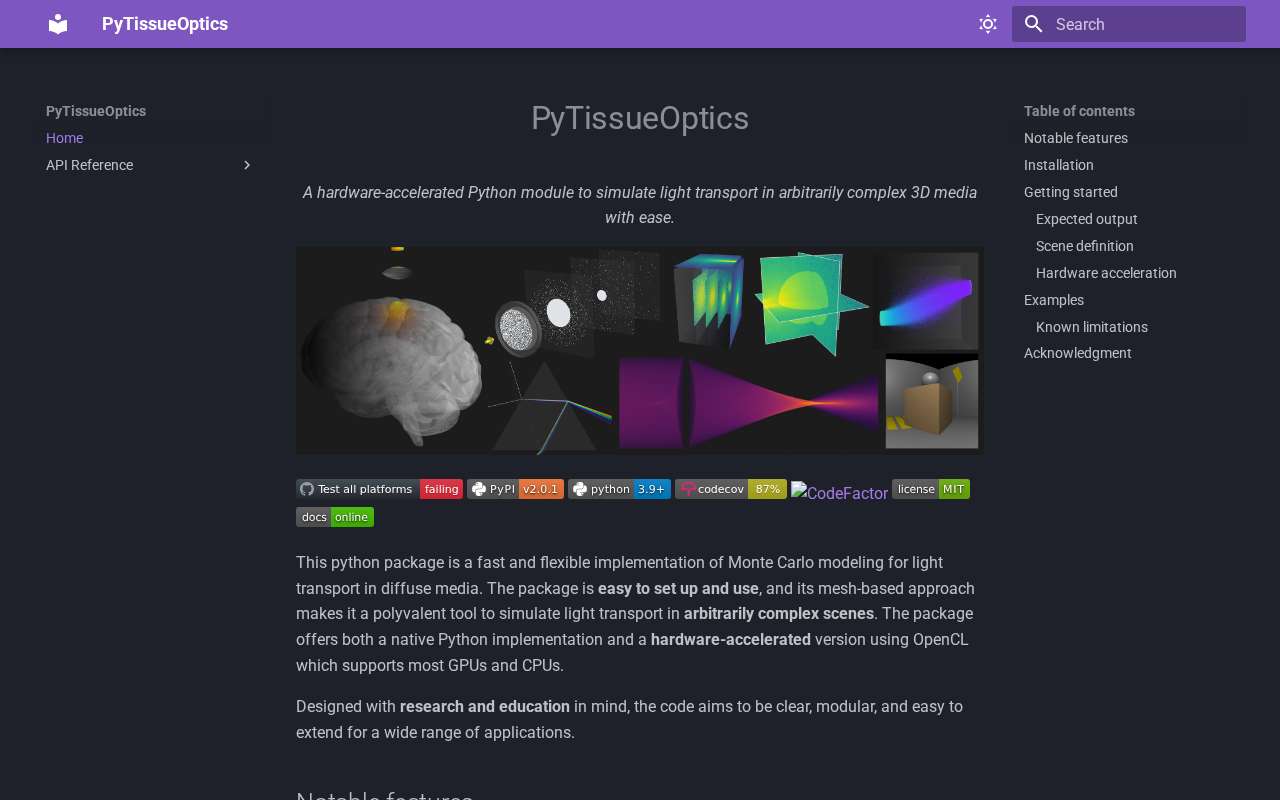 PyTissueOptics
Search
PyTissueOptics
Home
API Reference
PyTissueOptics
A hardware-accelerated Python module to simulate light transport in arbitrarily complex 3D media
with ease.
Test all platforms failing PyPI v2.0.1 python 3.9+ codecov 87% CodeFactor license MIT
docs online
This python package is a fast and flexible implementation of Monte Carlo modeling for light
transport in diffuse media. The package is easy to set up and use, and its mesh-based approach
makes it a polyvalent tool to simulate light transport in arbitrarily complex scenes. The package
offers both a native Python implementation and a hardware-accelerated version using OpenCL
which supports most GPUs and CPUs.
Designed with research and education in mind, the code aims to be clear, modular, and easy to
extend for a wide range of applications.
Notable features
Table of contents
Notable features
Installation
Getting started
Expected output
Scene definition
Hardware acceleration
Examples
Known limitations
Acknowledgment